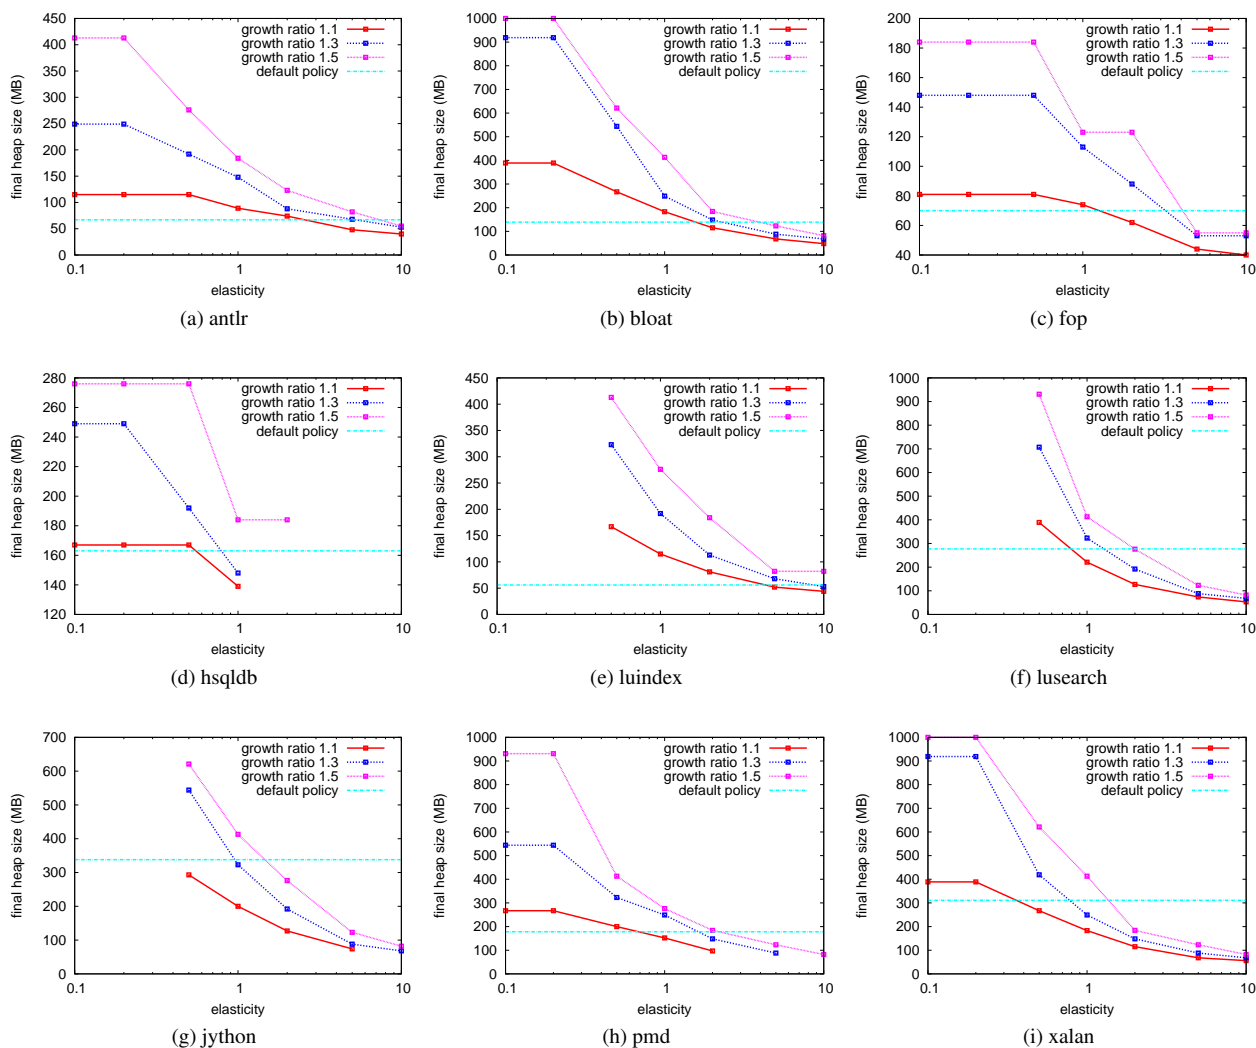 450
400
350
300
250
200
150
100
50
0
0.1 1 10
final heap size (MB)
elasticity
growth ratio 1.1
growth ratio 1.3
growth ratio 1.5
default policy
(a) antlr
1000
900
800
700
600
500
400
300
200
100
0
0.1 1 10
final heap size (MB)
elasticity
growth ratio 1.1
growth ratio 1.3
growth ratio 1.5
default policy
(b) bloat
200
180
160
140
120
100
80
60
40
0.1 1 10
final heap size (MB)
elasticity
growth ratio 1.1
growth ratio 1.3
growth ratio 1.5
default policy
(c) fop
280
260
240
220
200
180
160
140
120
0.1 1 10
final heap size (MB)
elasticity
growth ratio 1.1
growth ratio 1.3
growth ratio 1.5
default policy
(d) hsqldb
450
400
350
300
250
200
150
100
50
0
0.1 1 10
final heap size (MB)
elasticity
growth ratio 1.1
growth ratio 1.3
growth ratio 1.5
default policy
(e) luindex
1000
900
800
700
600
500
400
300
200
100
0
0.1 1 10
final heap size (MB)
elasticity
growth ratio 1.1
growth ratio 1.3
growth ratio 1.5
default policy
(f) lusearch
700
600
500
400
300
200
100
0
0.1 1 10
final heap size (MB)
elasticity
growth ratio 1.1
growth ratio 1.3
growth ratio 1.5
default policy
(g) jython
1000
900
800
700
600
500
400
300
200
100
0
0.1 1 10
final heap size (MB)
elasticity
growth ratio 1.1
growth ratio 1.3
growth ratio 1.5
default policy
(h) pmd
1000
900
800
700
600
500
400
300
200
100
0
0.1 1 10
final heap size (MB)
elasticity
growth ratio 1.1
growth ratio 1.3
growth ratio 1.5
default policy
(i) xalan